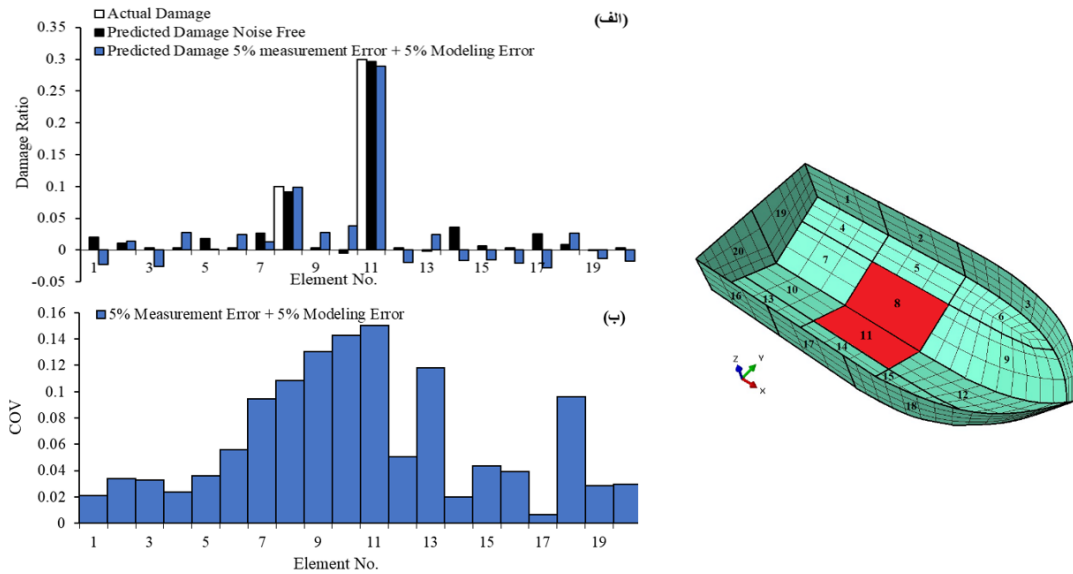 Actual Damage
(الف)
Predicted Damage Noise Free
Predicted Damage 5% measurement Error + 5% Modeling Error
0.35
0.3
0.25
0.2
0.15
0.1
0.05
0
-0.05
Damage Ratio
1 3 5 7 9 11 13 15 17 19
Element No.
5% Measurement Error + 5% Modeling Error
(ب)
0.16
0.14
0.12
0.1
0.08
0.06
0.04
0.02
0
COV
1 3 5 7 9 11 13 15 17 19
Element No.
1
2
3
4
5
6
7
8
9
10
11
12
13
14
15
16
17
18
19
20
Z Y
X